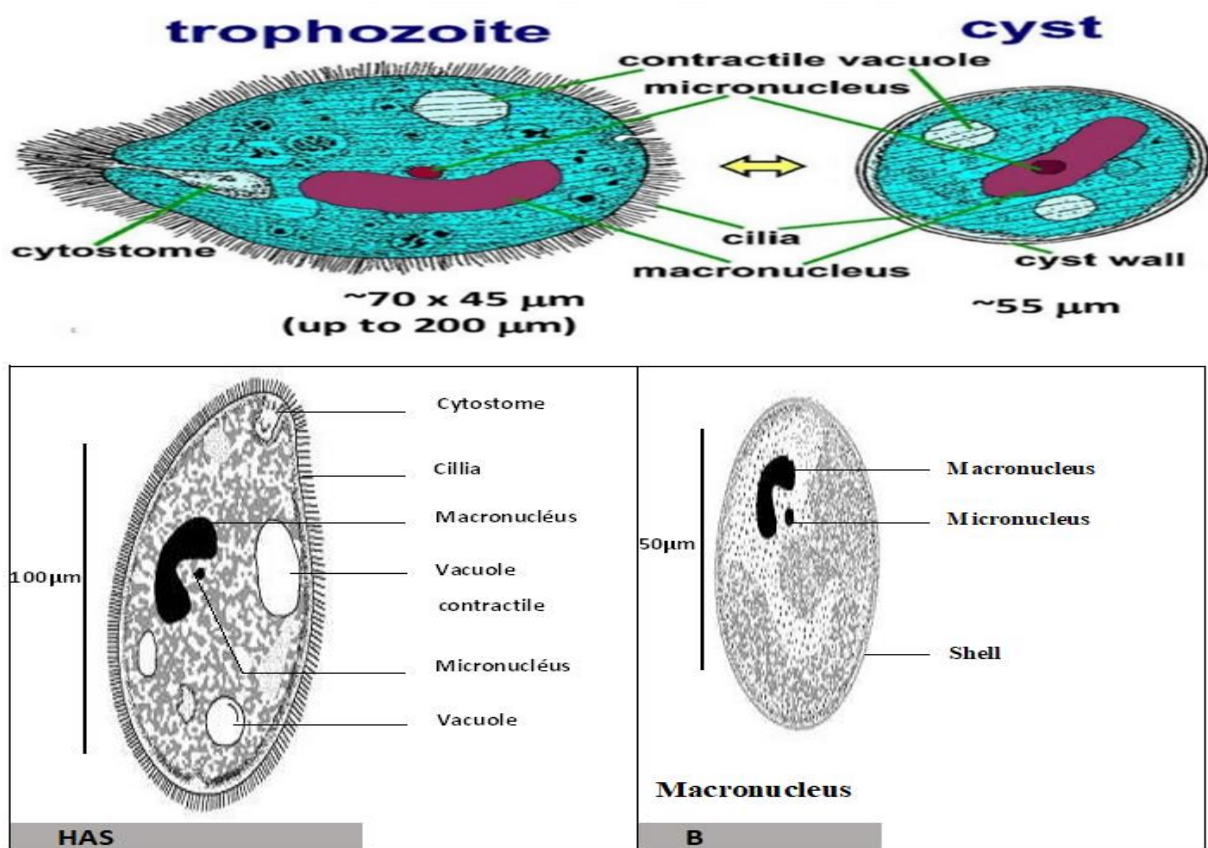 trophozoite
cyst
contractile vacuole
micronucleus
cytostome
cilia
macronucleus
cyst wall
~70 x 45 μm
(up to 200 μm)
~55 μm
Cytostome
Cillia
Macronucléus
100μm
Vacuole
contractile
Micronucléus
Vacuole
HAS
Macronucleus
Micronucleus
50μm
Shell
Macronucleus
B